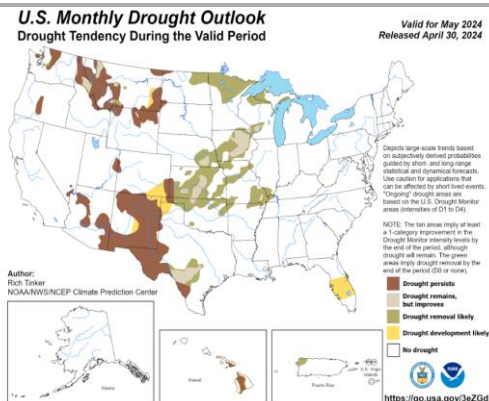 U.S. Monthly Drought Outlook
Drought Tendency During the Valid Period
Valid for May 2024
Released April 30, 2024
Depicts large-scale trends based
on subjectively derived probabilities
guided by short- and long-range
statistical and dynamical forecasts.
Use caution for applications that
can be affected by short lived events.
"Ongoing" drought areas are
based on the U.S. Drought Monitor
areas (intensities of D1 to D4).
NOTE: The tan areas imply at least
a 1-category improvement in the
Drought Monitor intensity levels by
the end of the period, although
drought will remain. The green
areas imply drought removal by the
end of the period (D0 or none).
Author:
Rich Tinker
NOAA/NWS/NCEP Climate Prediction Center
Drought persists
Drought remains,
but improves
Drought removal likely
Drought development likely
No drought
Alaska
Hawaii
Puerto Rico
U.S. Virgin
Islands
https://go.usa.gov/3eZGd